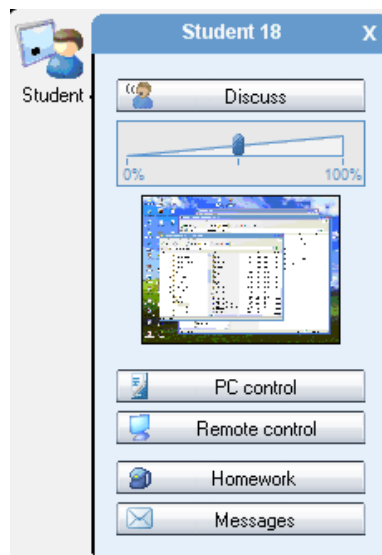 Student 18 X
Student
Discuss
0% 100%
PC control
Remote control
Homework
Messages